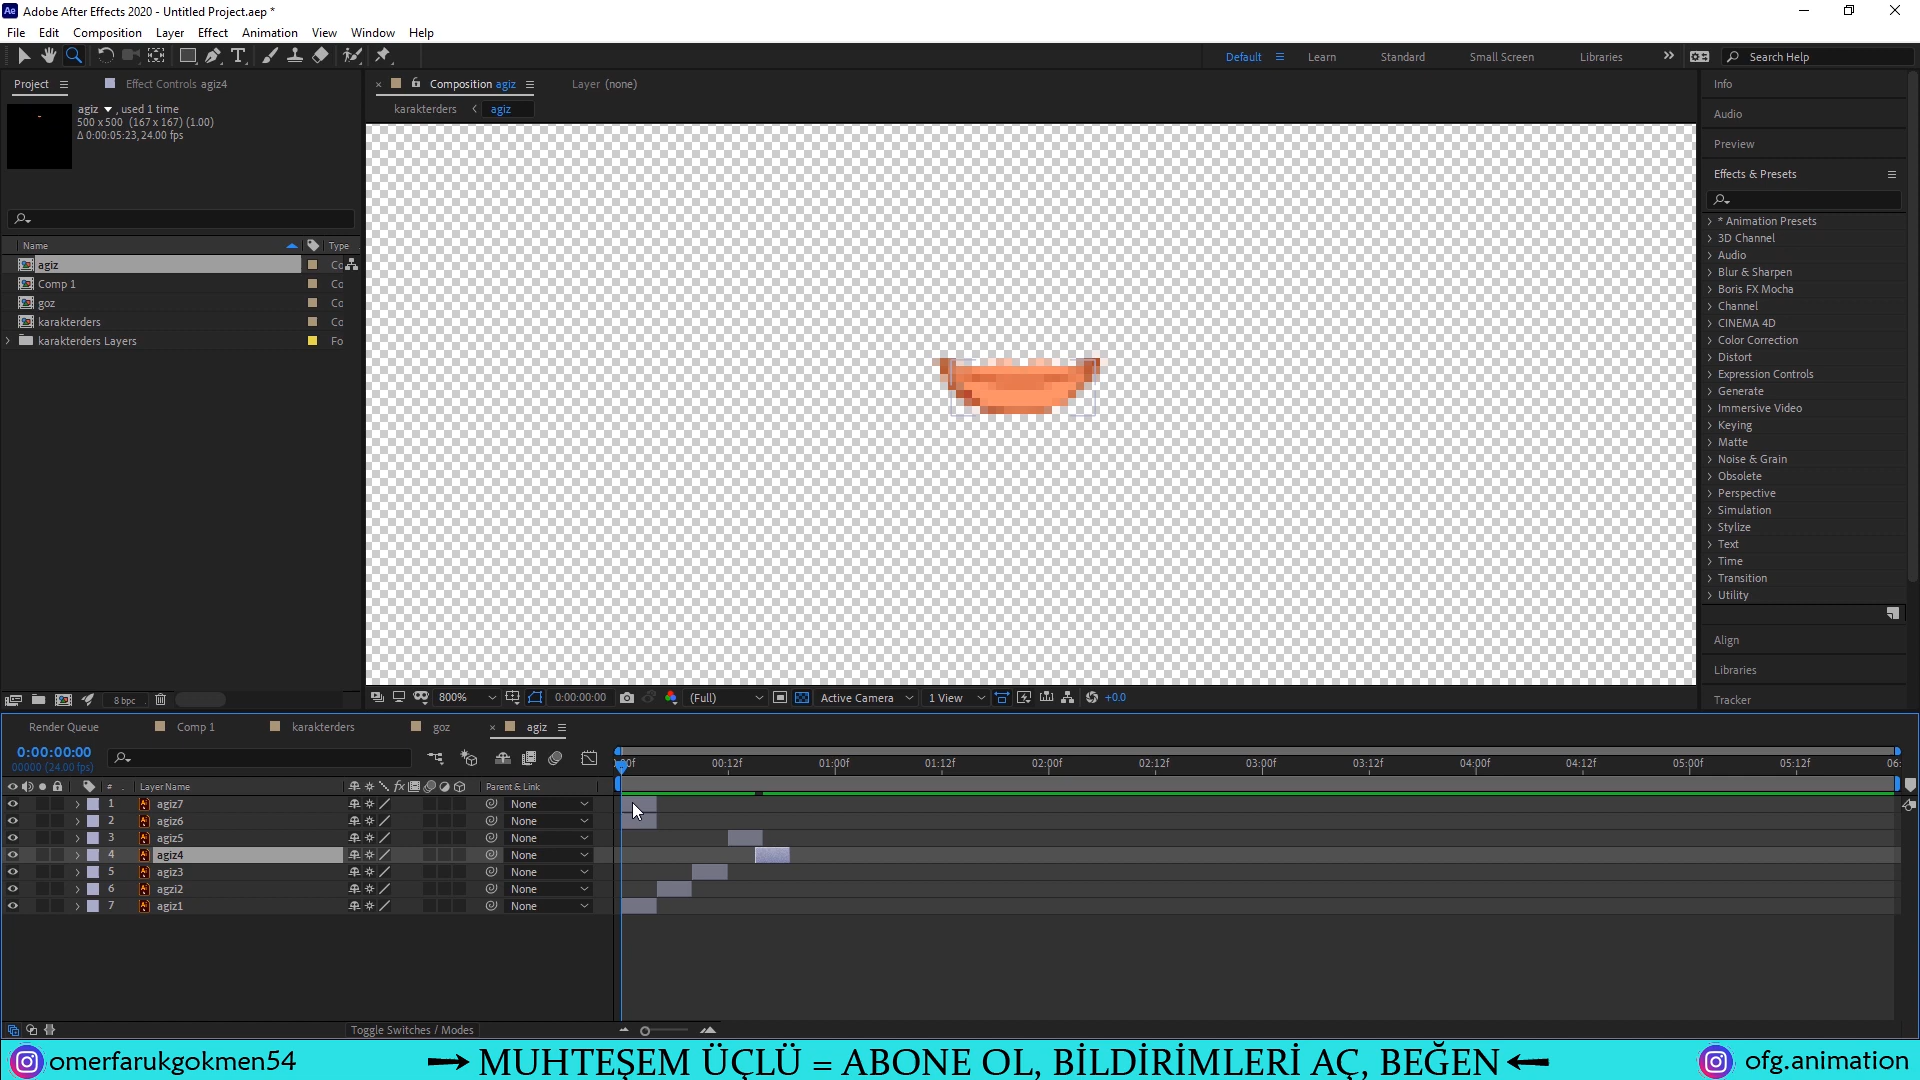 Adobe After Effects 2020 - Untitled Project.aep *
File Edit Composition Layer Effect Animation View Window Help
Default Learn Standard Small Screen Libraries Search Help
Project Effect Controls agiz4
agiz , used 1 time
500 x 500 (167 x 167) (1.00)
Δ 0:00:05:23, 24.00 fps
Name Type
agiz Co
Comp 1 Co
goz Co
karakterders Co
karakterders Layers Fo
8 bpc
Composition agiz Layer (none)
karakterders agiz
800% 0:00:00:00 (Full) Active Camera 1 View +0.0
Info
Audio
Preview
Effects & Presets
* Animation Presets
3D Channel
Audio
Blur & Sharpen
Boris FX Mocha
Channel
CINEMA 4D
Color Correction
Distort
Expression Controls
Generate
Immersive Video
Keying
Matte
Noise & Grain
Obsolete
Perspective
Simulation
Stylize
Text
Time
Transition
Utility
Align
Libraries
Tracker
Render Queue Comp 1 karakterders goz agiz
0:00:00:00
00000 (24.00 fps)
:00f 00:12f 01:00f 01:12f 02:00f 02:12f 03:00f 03:12f 04:00f 04:12f 05:00f 05:12f 06:
# Layer Name Parent & Link
1 agiz7 None
2 agiz6 None
3 agiz5 None
4 agiz4 None
5 agiz3 None
6 agzi2 None
7 agiz1 None
Toggle Switches / Modes
omerfarukgokmen54 MUHTEŞEM ÜÇLÜ = ABONE OL, BİLDİRİMLERİ AÇ, BEĞEN ofg.animation